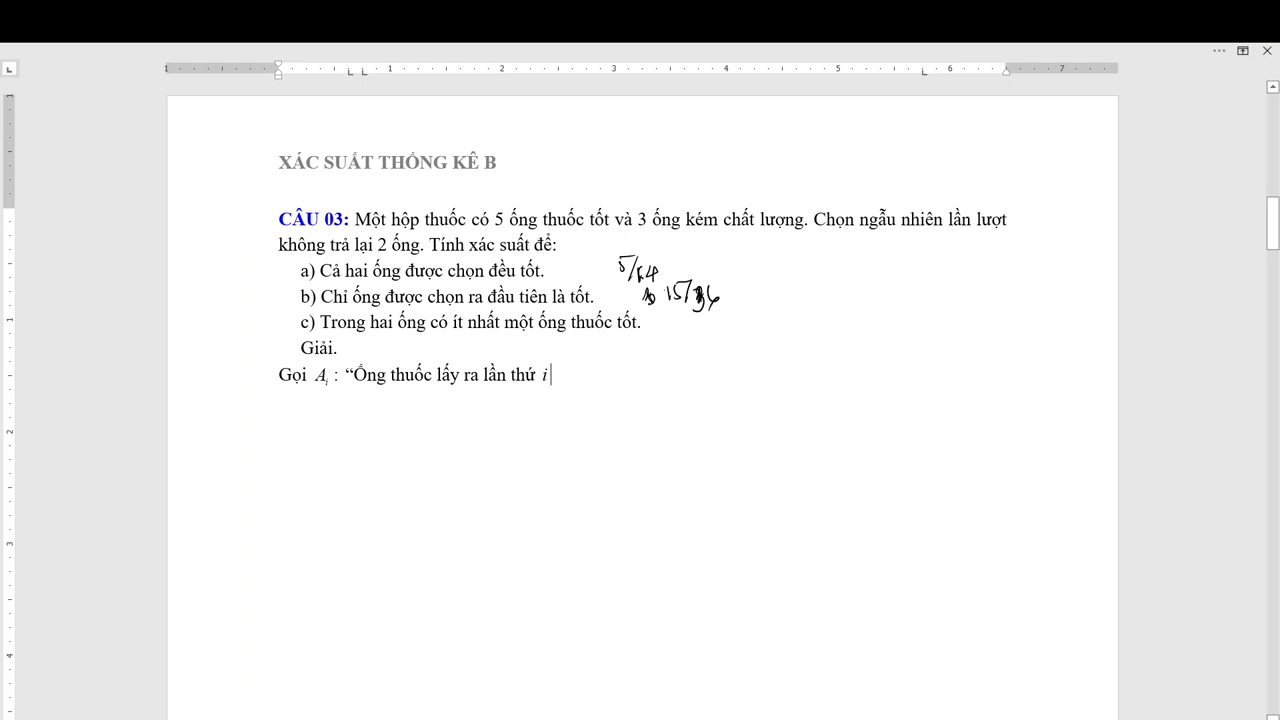 XÁC SUẤT THỐNG KÊ B
CÂU 03: Một hộp thuốc có 5 ống thuốc tốt và 3 ống kém chất lượng. Chọn ngẫu nhiên lần lượt
không trả lại 2 ống. Tính xác suất để:
a) Cả hai ống được chọn đều tốt. 5/14
b) Chỉ ống được chọn ra đầu tiên là tốt. 15/
c) Trong hai ống có ít nhất một ống thuốc tốt.
Giải.
Gọi Aᵢ : “Ống thuốc lấy ra lần thứ i